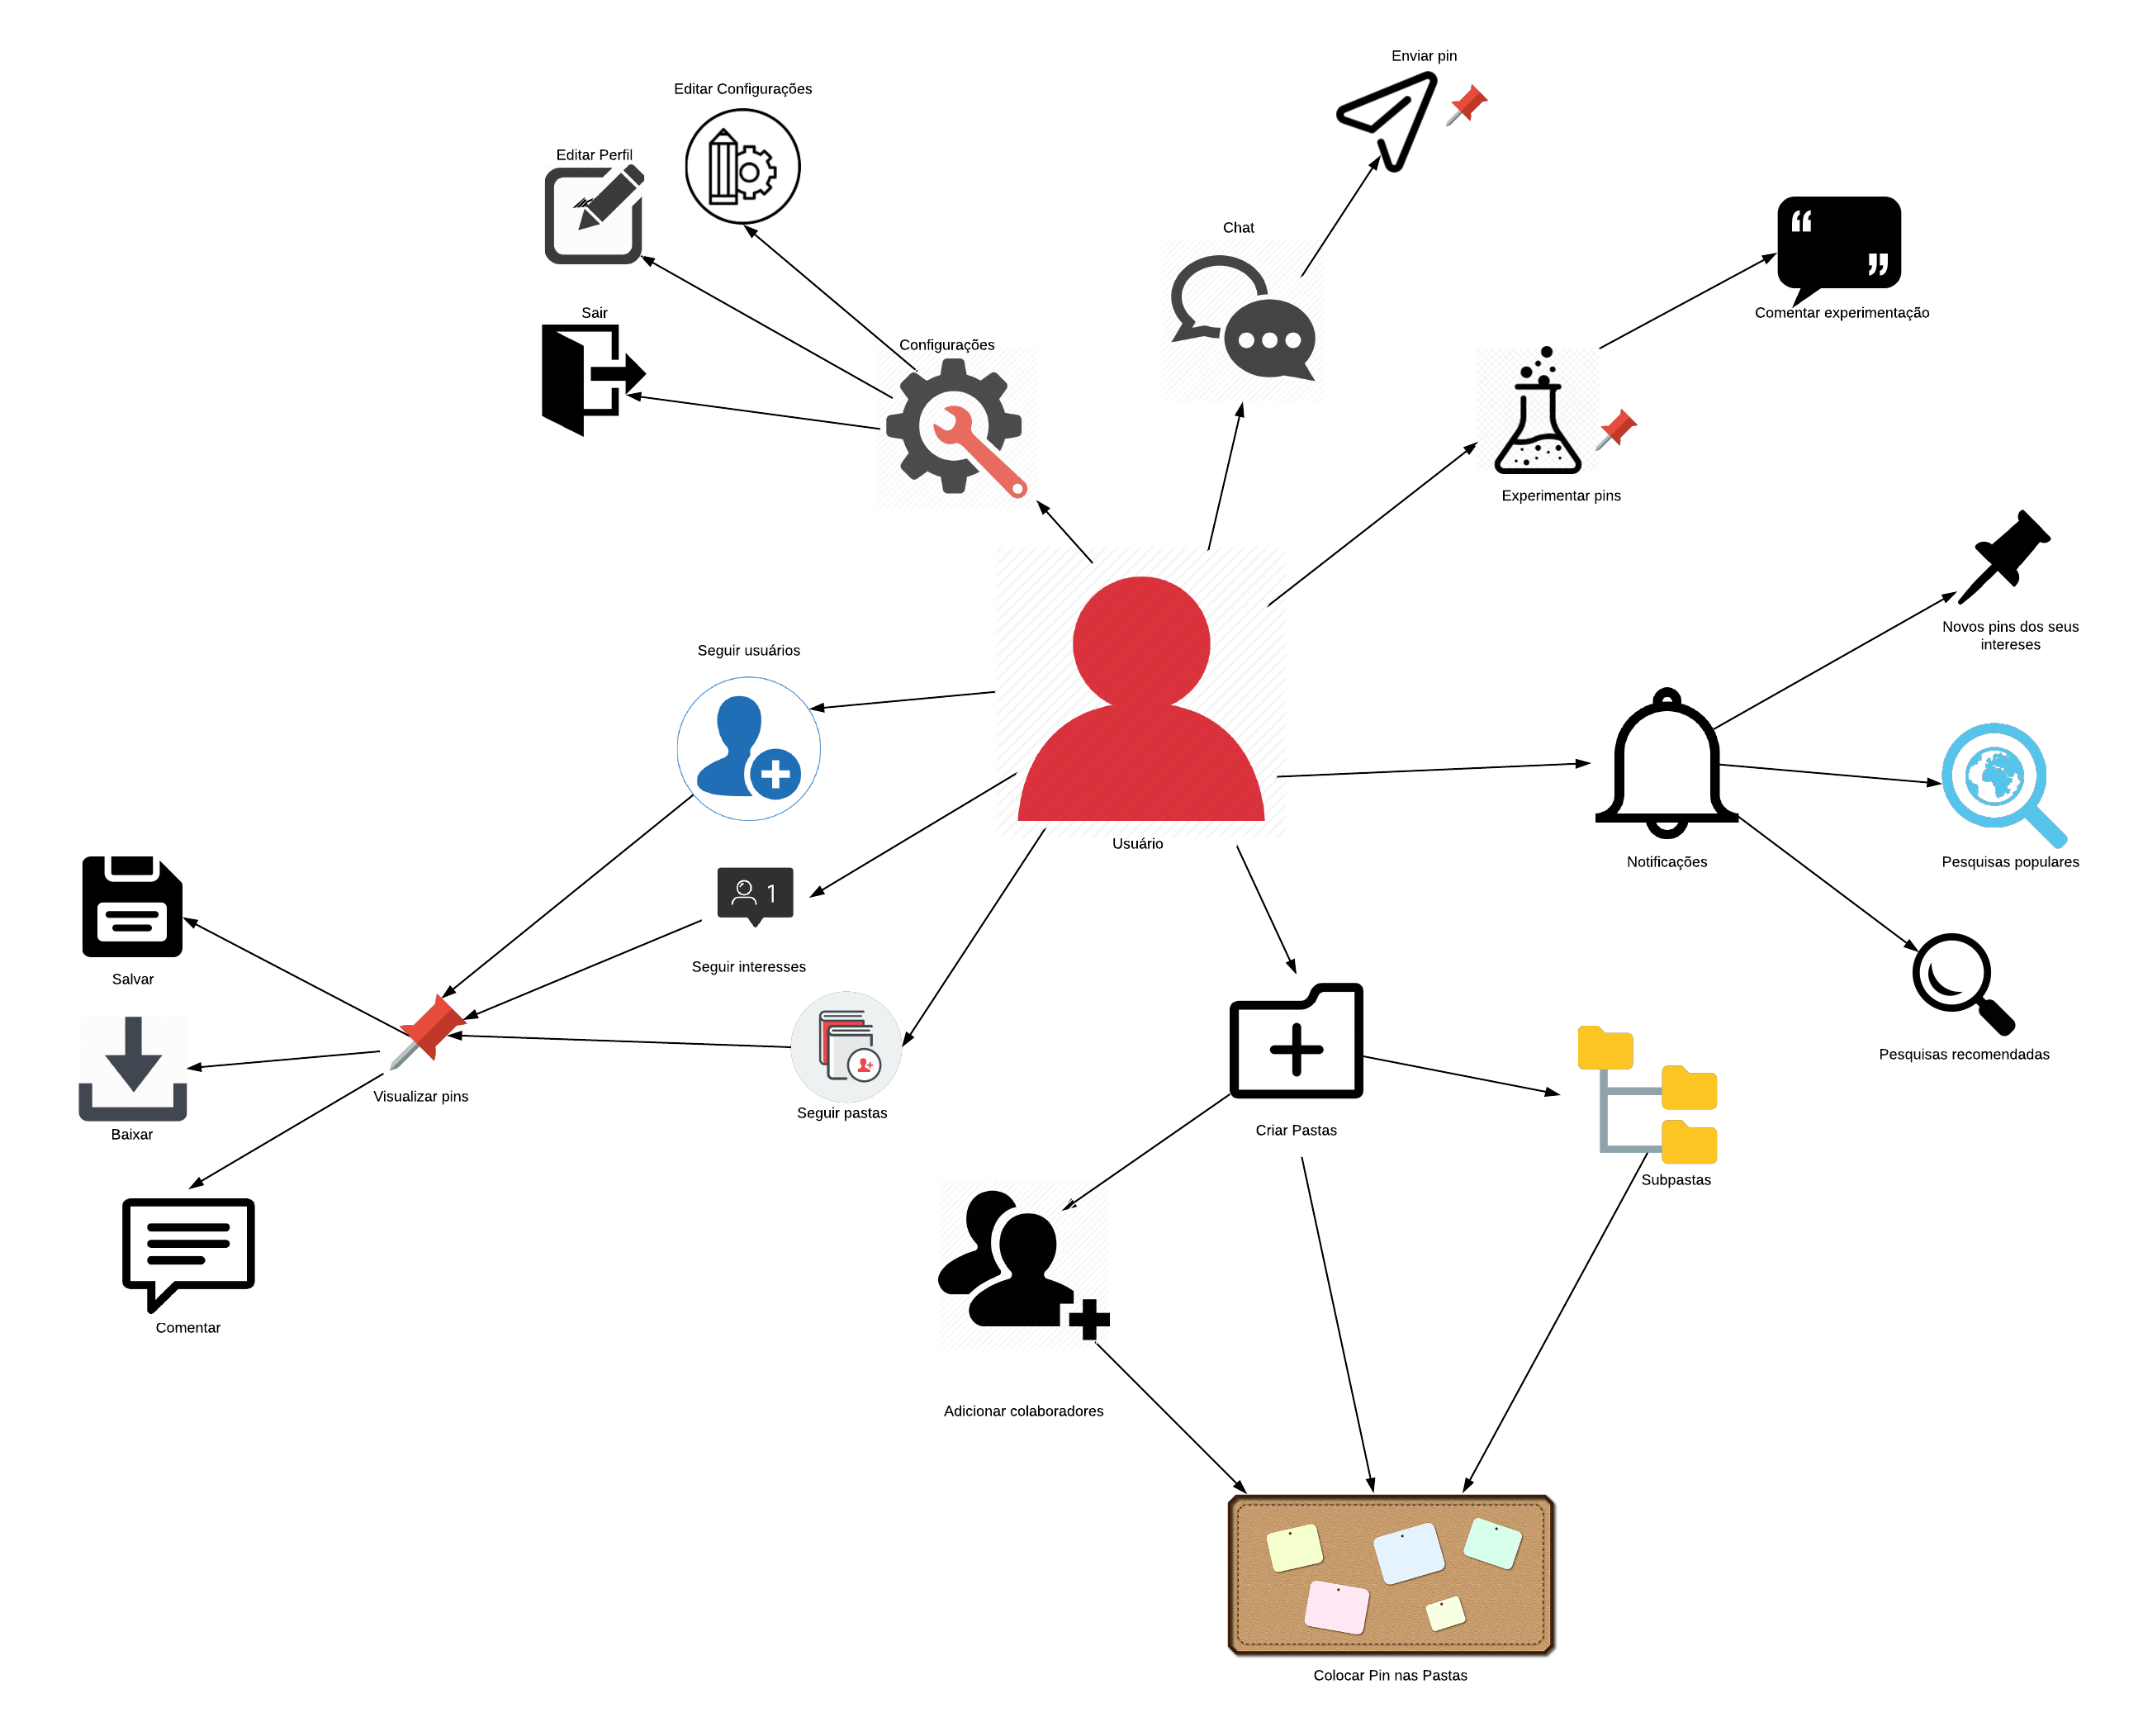 Enviar pin
Editar Configurações
Editar Perfil
Chat
Sair
Comentar experimentação
Configurações
Experimentar pins
Novos pins dos seus
intereses
Seguir usuários
Usuário
Notificações
Pesquisas populares
1
Seguir interesses
Salvar
Pesquisas recomendadas
Visualizar pins
Seguir pastas
Baixar
Criar Pastas
Subpastas
Comentar
Adicionar colaboradores
Colocar Pin nas Pastas